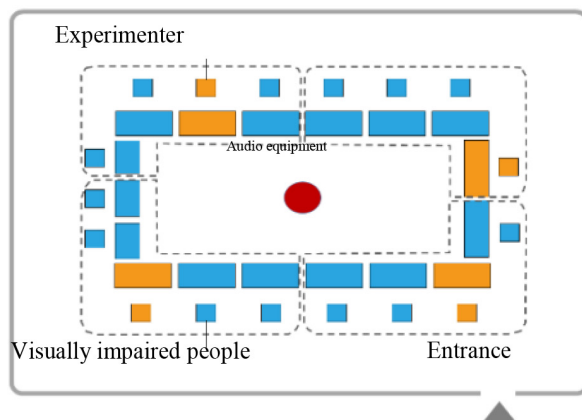 Experimenter
Audio equipment
Visually impaired people
Entrance